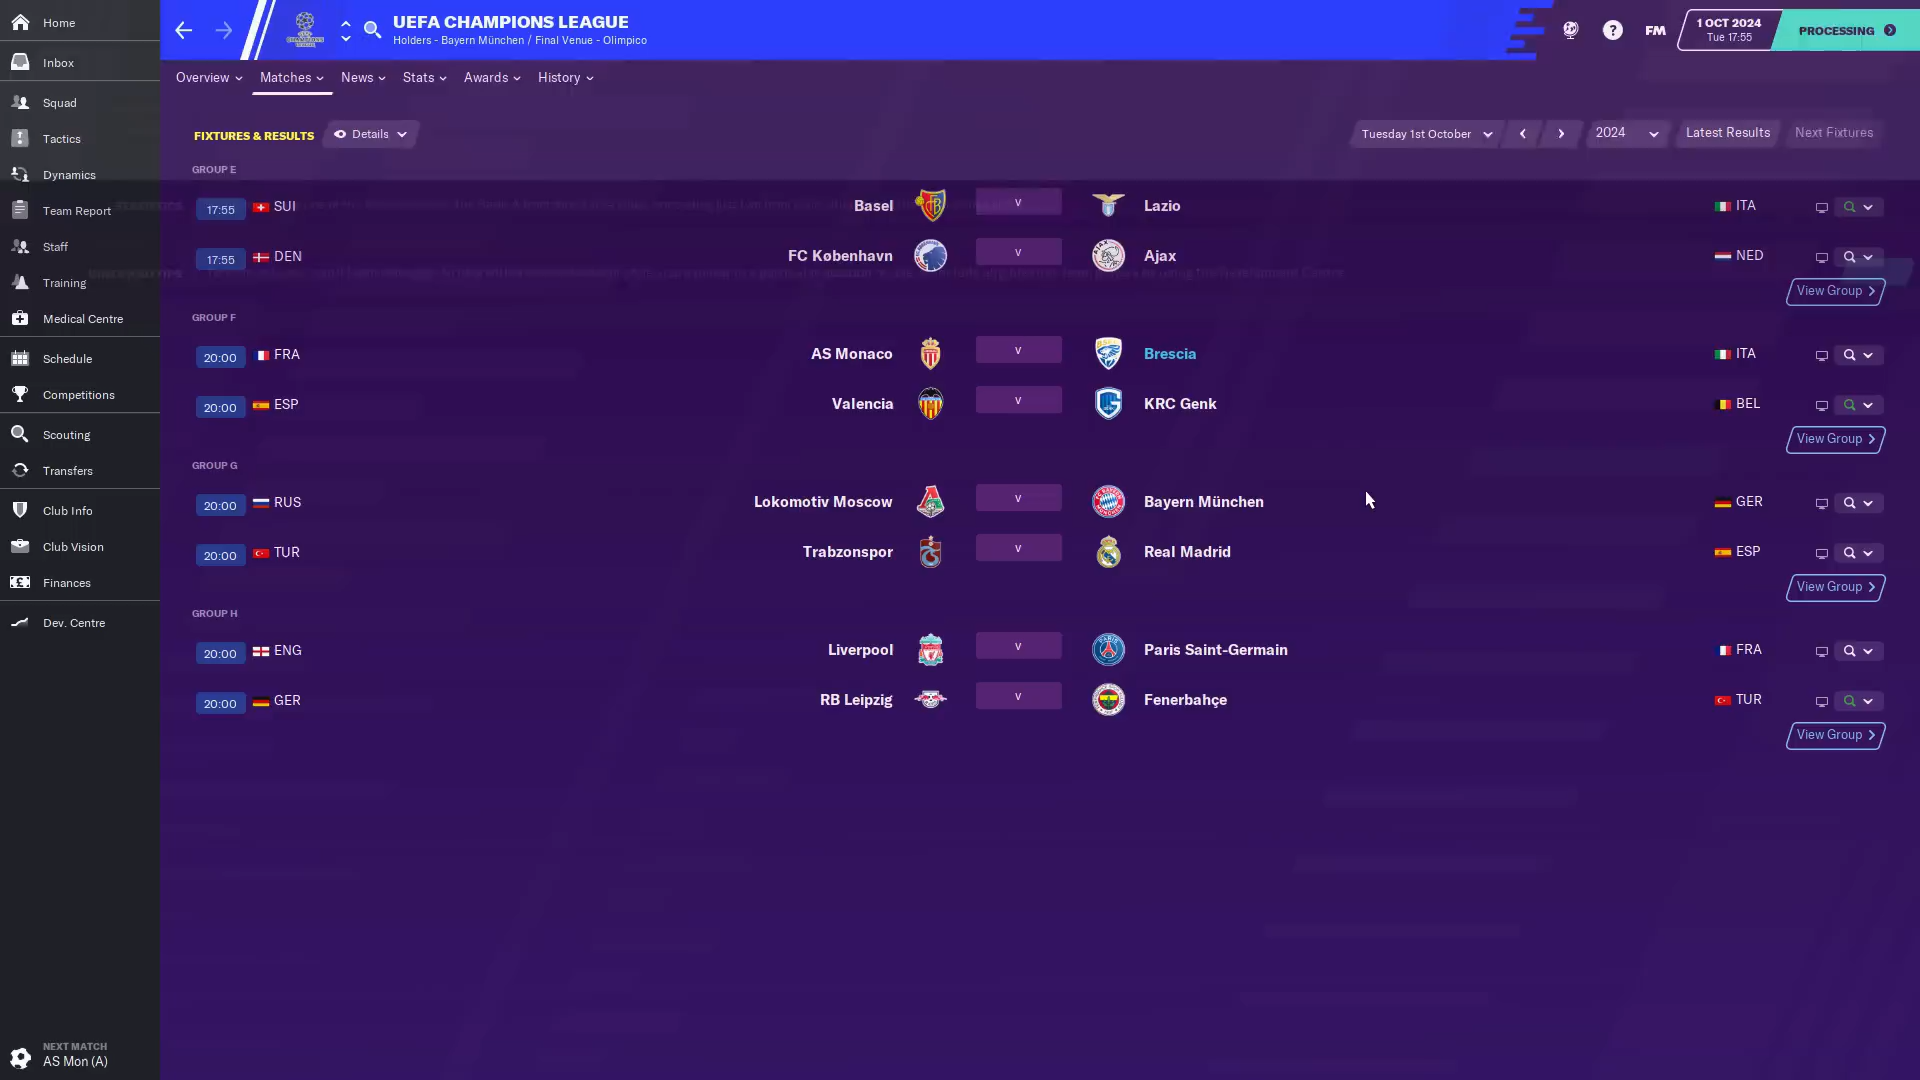 Home
Inbox
Squad
Tactics
Dynamics
Team Report
Staff
Training
Medical Centre
Schedule
Competitions
Scouting
Transfers
Club Info
Club Vision
Finances
Dev. Centre
NEXT MATCH
AS Mon (A)
UEFA CHAMPIONS LEAGUE
Holders - Bayern München / Final Venue - Olimpico
FM
1 OCT 2024
Tue 17:55
PROCESSING
Overview Matches News Stats Awards History
FIXTURES & RESULTS Details Tuesday 1st October 2024 Latest Results Next Fixtures
GROUP E
17:55 SUI Basel v Lazio ITA
17:55 DEN FC Kobenhavn v Ajax NED
View Group
GROUP F
20:00 FRA AS Monaco v Brescia ITA
20:00 ESP Valencia v KRC Genk BEL
View Group
GROUP G
20:00 RUS Lokomotiv Moscow v Bayern München GER
20:00 TUR Trabzonspor v Real Madrid ESP
View Group
GROUP H
20:00 ENG Liverpool v Paris Saint-Germain FRA
20:00 GER RB Leipzig v Fenerbahçe TUR
View Group